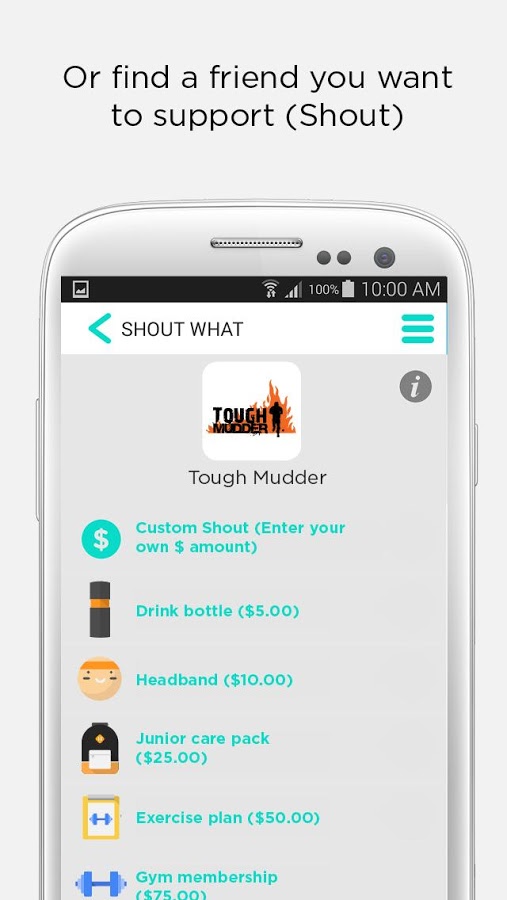 Or find a friend you want
to support (Shout)
100% 10:00 AM
SHOUT WHAT
i
TOUGH
MUDDER
Tough Mudder
$
Custom Shout (Enter your
own $ amount)
Drink bottle ($5.00)
Headband ($10.00)
Junior care pack
($25.00)
Exercise plan ($50.00)
Gym membership
($75.00)